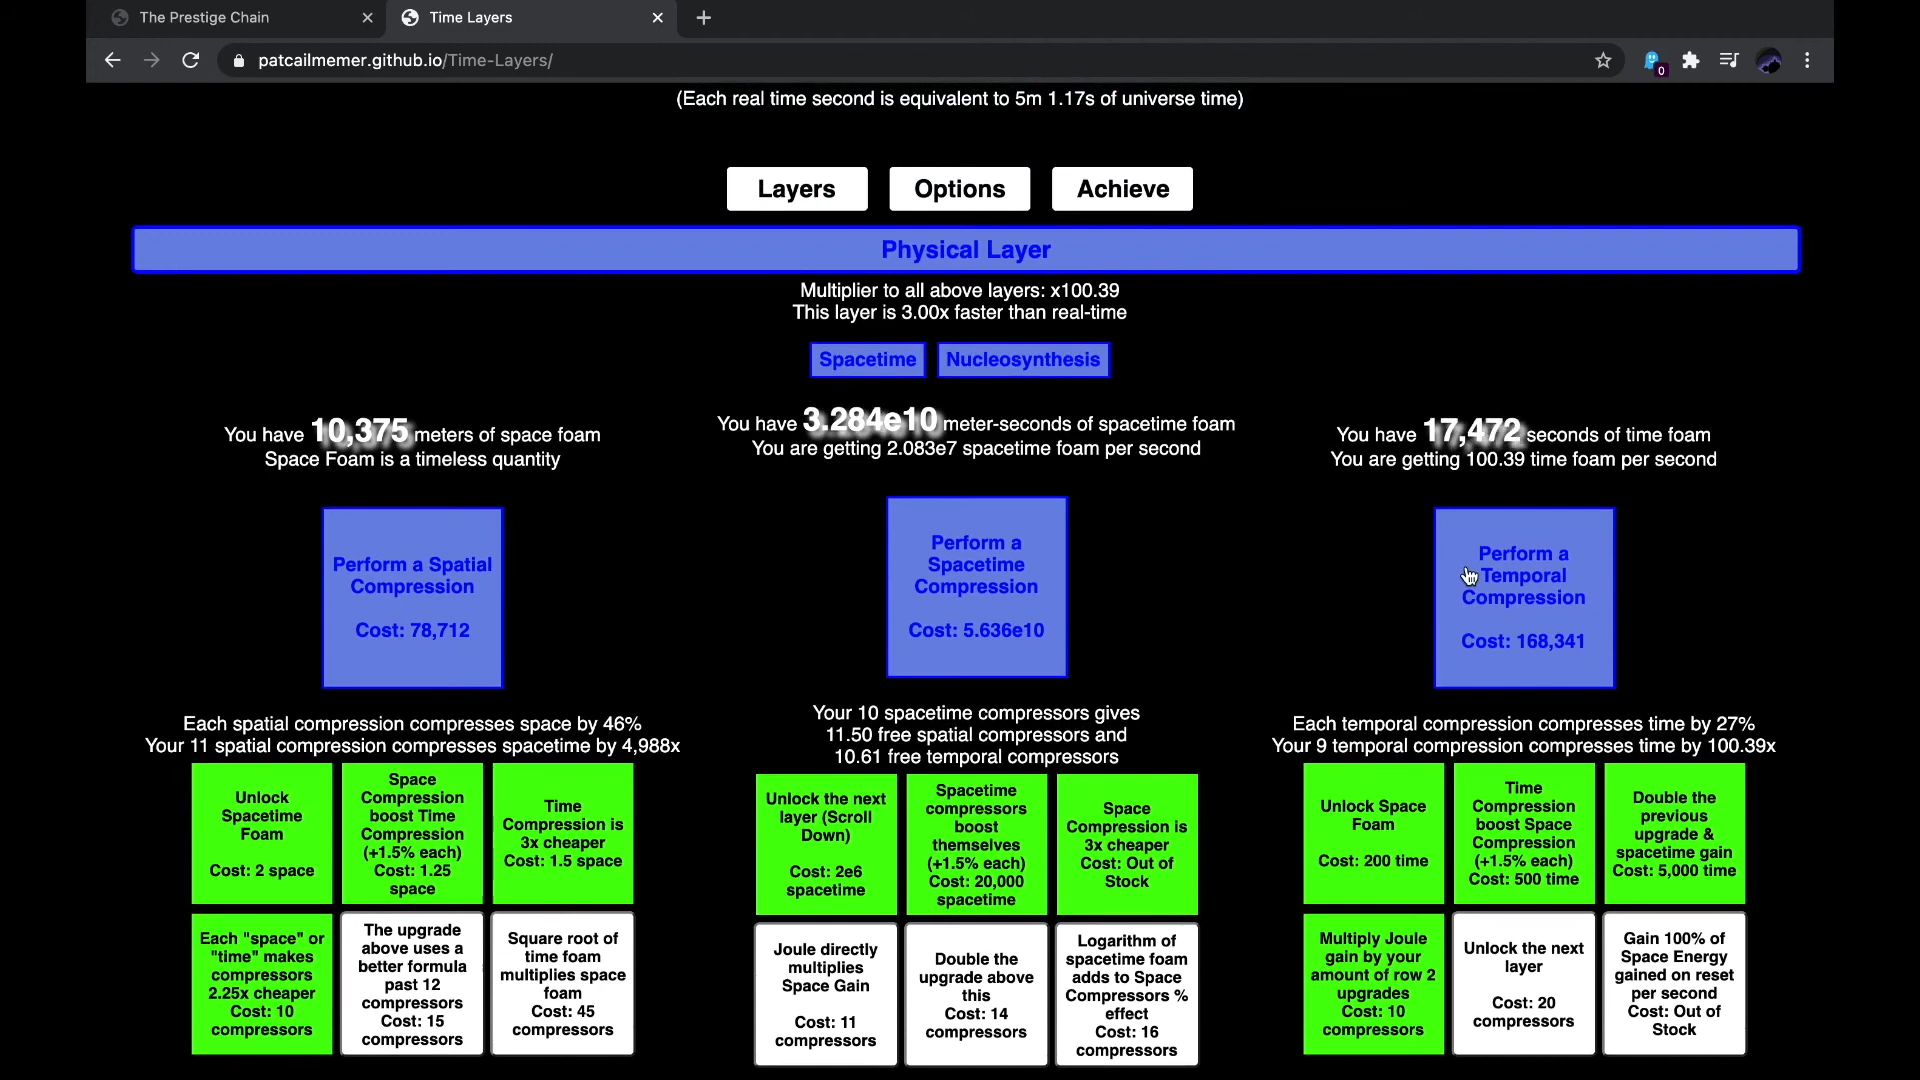 The Prestige Chain
Time Layers
patcailmemer.github.io/Time-Layers/
0
(Each real time second is equivalent to 5m 1.17s of universe time)
Layers
Options
Achieve
Physical Layer
Multiplier to all above layers: x100.39
This layer is 3.00x faster than real-time
Spacetime
Nucleosynthesis
You have 10,375 meters of space foam
Space Foam is a timeless quantity
You have 3.284e10 meter-seconds of spacetime foam
You are getting 2.083e7 spacetime foam per second
You have 17,472 seconds of time foam
You are getting 100.39 time foam per second
Perform a Spatial
Compression
Cost: 78,712
Perform a
Spacetime
Compression
Cost: 5.636e10
Perform a
Temporal
Compression
Cost: 168,341
Each spatial compression compresses space by 46%
Your 11 spatial compression compresses spacetime by 4,988x
Your 10 spacetime compressors gives
11.50 free spatial compressors and
10.61 free temporal compressors
Each temporal compression compresses time by 27%
Your 9 temporal compression compresses time by 100.39x
Unlock
Spacetime
Foam
Cost: 2 space
Space
Compression
boost Time
Compression
(+1.5% each)
Cost: 1.25
space
Time
Compression is
3x cheaper
Cost: 1.5 space
Unlock the next
layer (Scroll
Down)
Cost: 2e6
spacetime
Spacetime
compressors
boost
themselves
(+1.5% each)
Cost: 20,000
spacetime
Space
Compression is
3x cheaper
Cost: Out of
Stock
Unlock Space
Foam
Cost: 200 time
Time
Compression
boost Space
Compression
(+1.5% each)
Cost: 500 time
Double the
previous
upgrade &
spacetime gain
Cost: 5,000 time
Each "space" or
"time" makes
compressors
2.25x cheaper
Cost: 10
compressors
The upgrade
above uses a
better formula
past 12
compressors
Cost: 15
compressors
Square root of
time foam
multiplies space
foam
Cost: 45
compressors
Joule directly
multiplies
Space Gain
Cost: 11
compressors
Double the
upgrade above
this
Cost: 14
compressors
Logarithm of
spacetime foam
adds to Space
Compressors %
effect
Cost: 16
compressors
Multiply Joule
gain by your
amount of row 2
upgrades
Cost: 10
compressors
Unlock the next
layer
Cost: 20
compressors
Gain 100% of
Space Energy
gained on reset
per second
Cost: Out of
Stock